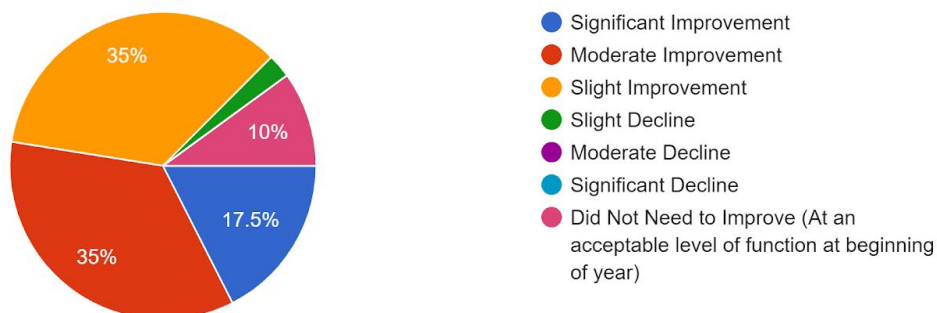 35%
10%
17.5%
35%
Significant Improvement
Moderate Improvement
Slight Improvement
Slight Decline
Moderate Decline
Significant Decline
Did Not Need to Improve (At an
acceptable level of function at beginning
of year)